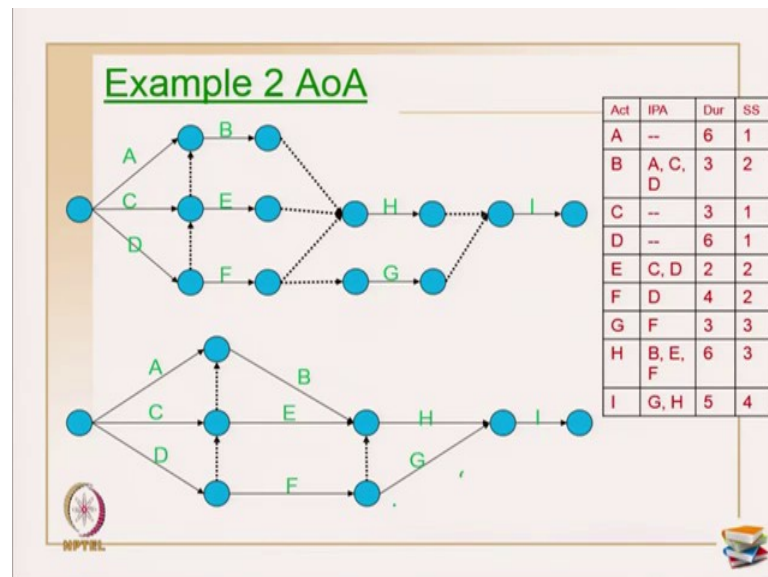 Example 2 AoA
A
B
C
E
D
F
H
I
G
A
B
C
E
D
F
H
I
G
Act IPA Dur SS
A -- 6 1
B A, C, D 3 2
C -- 3 1
D -- 6 1
E C, D 2 2
F D 4 2
G F 3 3
H B, E, F 6 3
I G, H 5 4
NPTEL